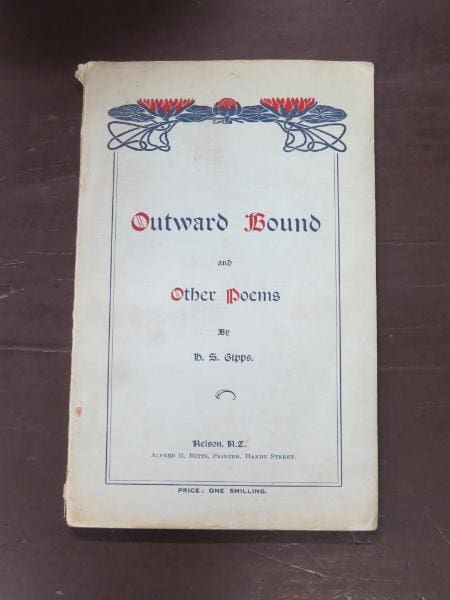 Outward Bound
and
Other Poems
By
H. S. Gipps.
Nelson, N.Z.
Alfred G. Betts, Printer, Hardy Street.
PRICE: ONE SHILLING.